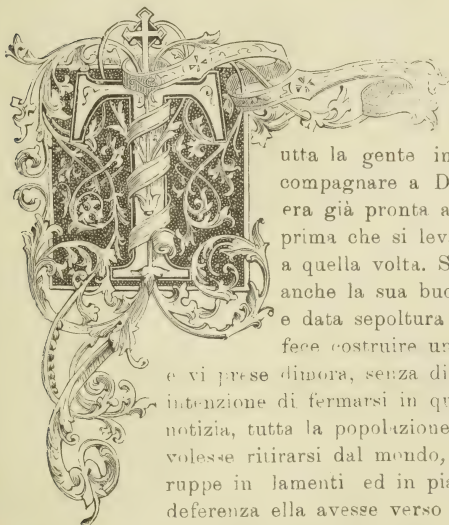 Tutta la gente in
compagnare a D
era già pronta a
prima che si lev
a quella volta. S
anche la sua buo
e data sepoltura
fece costruire un
e vi prese dimora, senza di
intenzione di fermarsi in qu
notizia, tutta la popolazione
volesse ritirarsi dal mondo,
ruppe in lamenti ed in pia
deferenza ella avesse verso